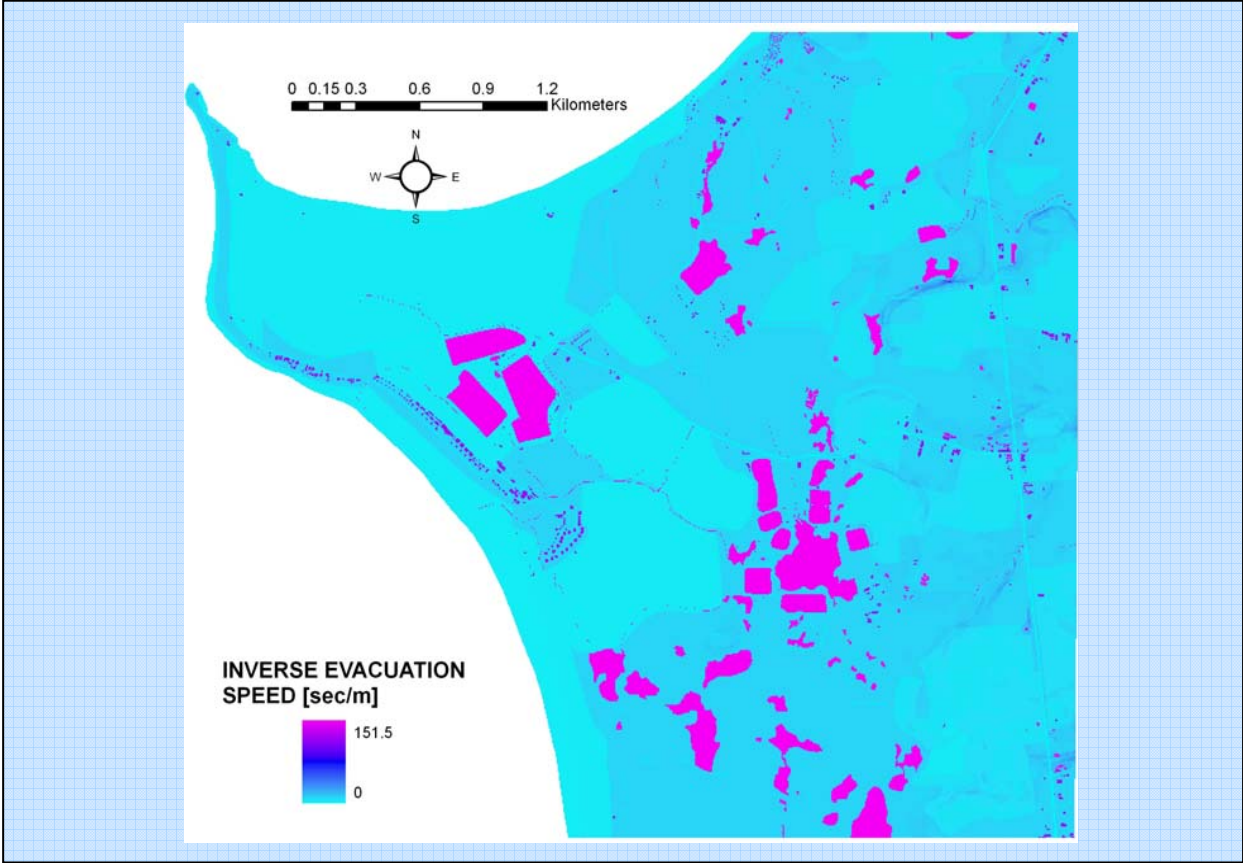 0 0.15 0.3 0.6 0.9 1.2
Kilometers
N
W E
S
INVERSE EVACUATION
SPEED [sec/m]
151.5
0